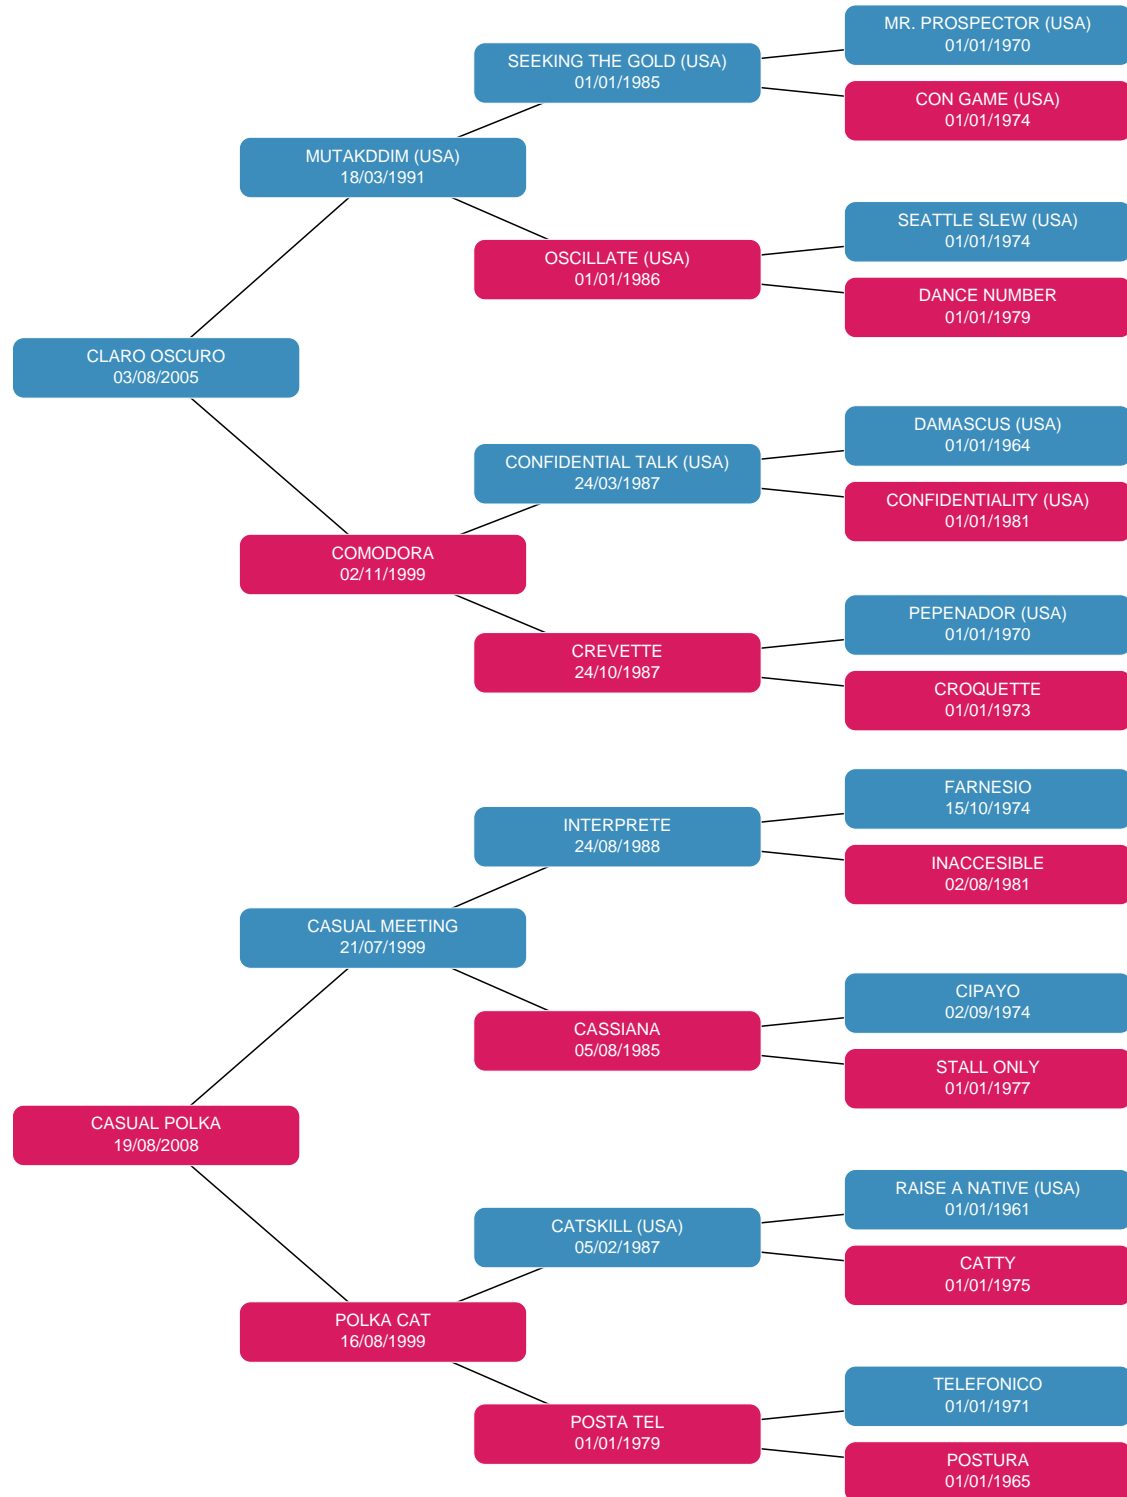 MR. PROSPECTOR (USA)
01/01/1970
SEEKING THE GOLD (USA)
01/01/1985
CON GAME (USA)
01/01/1974
MUTAKDDIM (USA)
18/03/1991
SEATTLE SLEW (USA)
01/01/1974
OSCILLATE (USA)
01/01/1986
DANCE NUMBER
01/01/1979
CLARO OSCURO
03/08/2005
DAMASCUS (USA)
01/01/1964
CONFIDENTIAL TALK (USA)
24/03/1987
CONFIDENTIALITY (USA)
01/01/1981
COMODORA
02/11/1999
PEPENADOR (USA)
01/01/1970
CREVETTE
24/10/1987
CROQUETTE
01/01/1973
FARNESIO
15/10/1974
INTERPRETE
24/08/1988
INACCESIBLE
02/08/1981
CASUAL MEETING
21/07/1999
CIPAYO
02/09/1974
CASSIANA
05/08/1985
STALL ONLY
01/01/1977
CASUAL POLKA
19/08/2008
RAISE A NATIVE (USA)
01/01/1961
CATSKILL (USA)
05/02/1987
CATTY
01/01/1975
POLKA CAT
16/08/1999
TELEFONICO
01/01/1971
POSTA TEL
01/01/1979
POSTURA
01/01/1965